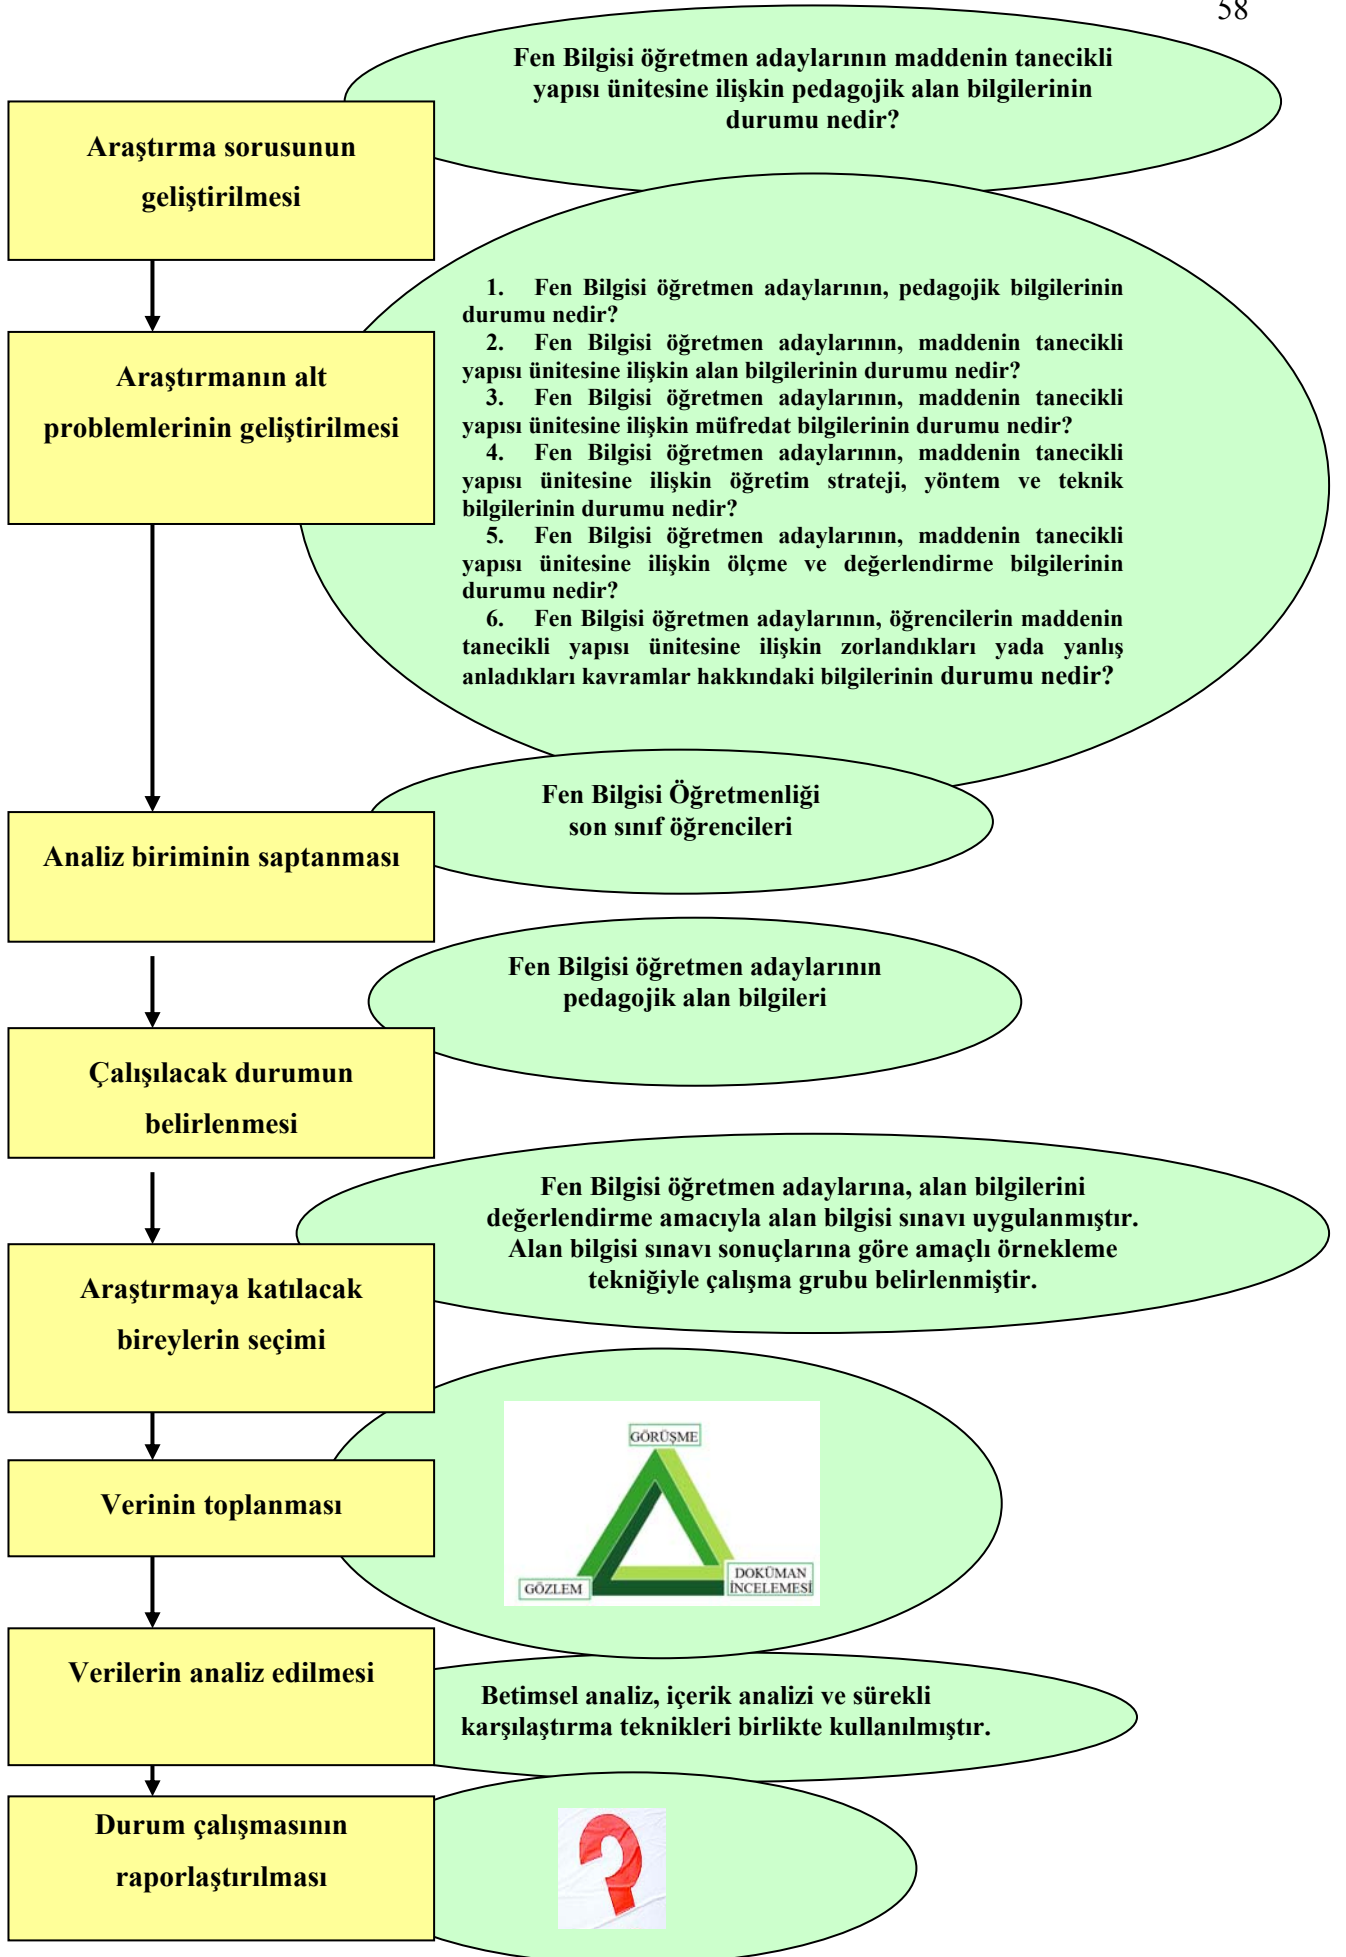 58
Fen Bilgisi öğretmen adaylarının maddenin tanecikli
yapısı ünitesine ilişkin pedagojik alan bilgilerinin
durumu nedir?
Araştırma sorusunun
geliştirilmesi
1. Fen Bilgisi öğretmen adaylarının, pedagojik bilgilerinin
durumu nedir?
2. Fen Bilgisi öğretmen adaylarının, maddenin tanecikli
yapısı ünitesine ilişkin alan bilgilerinin durumu nedir?
3. Fen Bilgisi öğretmen adaylarının, maddenin tanecikli
yapısı ünitesine ilişkin müfredat bilgilerinin durumu nedir?
4. Fen Bilgisi öğretmen adaylarının, maddenin tanecikli
yapısı ünitesine ilişkin öğretim strateji, yöntem ve teknik
bilgilerinin durumu nedir?
5. Fen Bilgisi öğretmen adaylarının, maddenin tanecikli
yapısı ünitesine ilişkin ölçme ve değerlendirme bilgilerinin
durumu nedir?
6. Fen Bilgisi öğretmen adaylarının, öğrencilerin maddenin
tanecikli yapısı ünitesine ilişkin zorlandıkları yada yanlış
anladıkları kavramlar hakkındaki bilgilerinin durumu nedir?
Araştırmanın alt
problemlerinin geliştirilmesi
Fen Bilgisi Öğretmenliği
son sınıf öğrencileri
Analiz biriminin saptanması
Fen Bilgisi öğretmen adaylarının
pedagojik alan bilgileri
Çalışılacak durumun
belirlenmesi
Fen Bilgisi öğretmen adaylarına, alan bilgilerini
değerlendirme amacıyla alan bilgisi sınavı uygulanmıştır.
Alan bilgisi sınavı sonuçlarına göre amaçlı örnekleme
tekniğiyle çalışma grubu belirlenmiştir.
Araştırmaya katılacak
bireylerin seçimi
GÖRÜŞME
GÖZLEM
DOKÜMAN
İNCELEMESİ
Verinin toplanması
Verilerin analiz edilmesi
Betimsel analiz, içerik analizi ve sürekli
karşılaştırma teknikleri birlikte kullanılmıştır.
Durum çalışmasının
raporlaştırılması
?